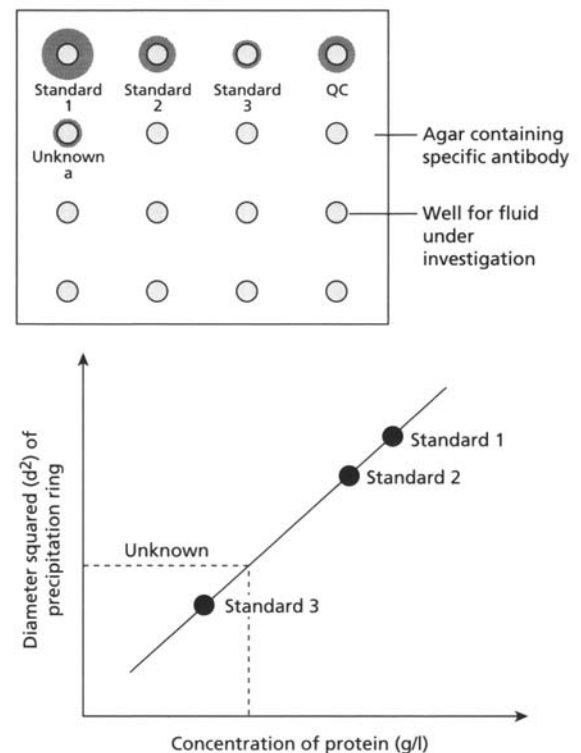 Standard
1
Standard
2
Standard
3
QC
Unknown
a
Agar containing
specific antibody
Well for fluid
under
investigation
Diameter squared (d²) of
precipitation ring
Standard 1
Standard 2
Unknown
Standard 3
Concentration of protein (g/l)